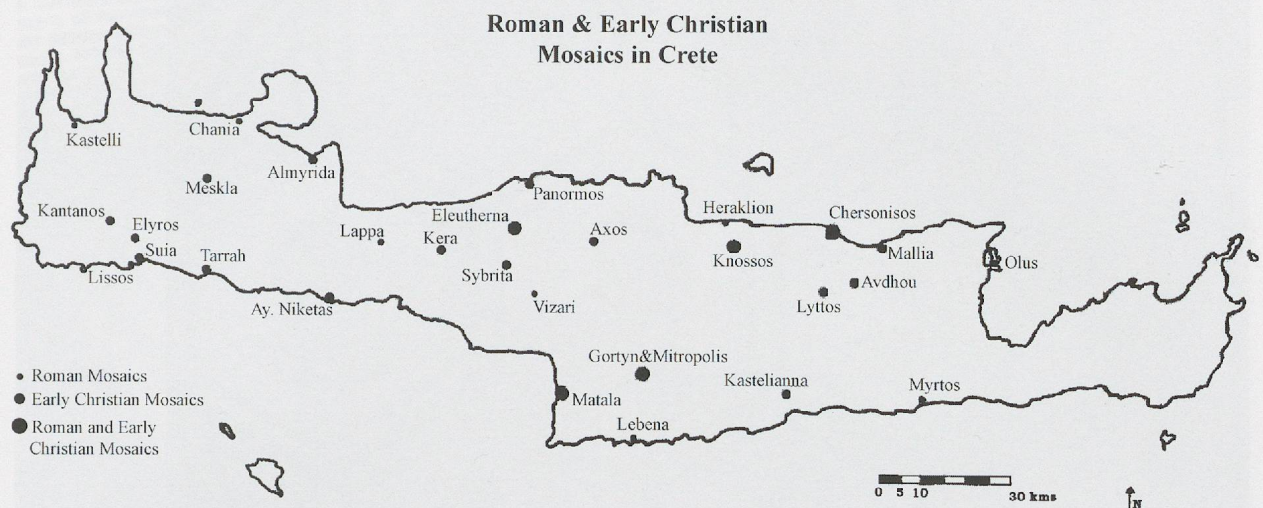 Roman & Early Christian
Mosaics in Crete
Kastelli
Chania
Almyrida
Meskla
Kantanos
Elyros
Suia
Lissos
Tarrah
Ay. Niketas
Lappa
Kera
Eleutherna
Panormos
Axos
Sybrita
Vizari
Heraklion
Knossos
Chersonisos
Mallia
Avdhou
Lyttos
Olus
Gortyn&Mitropolis
Matala
Lebena
Kastelianna
Myrtos
Roman Mosaics
Early Christian Mosaics
Roman and Early
Christian Mosaics
0 5 10 30 kms
N